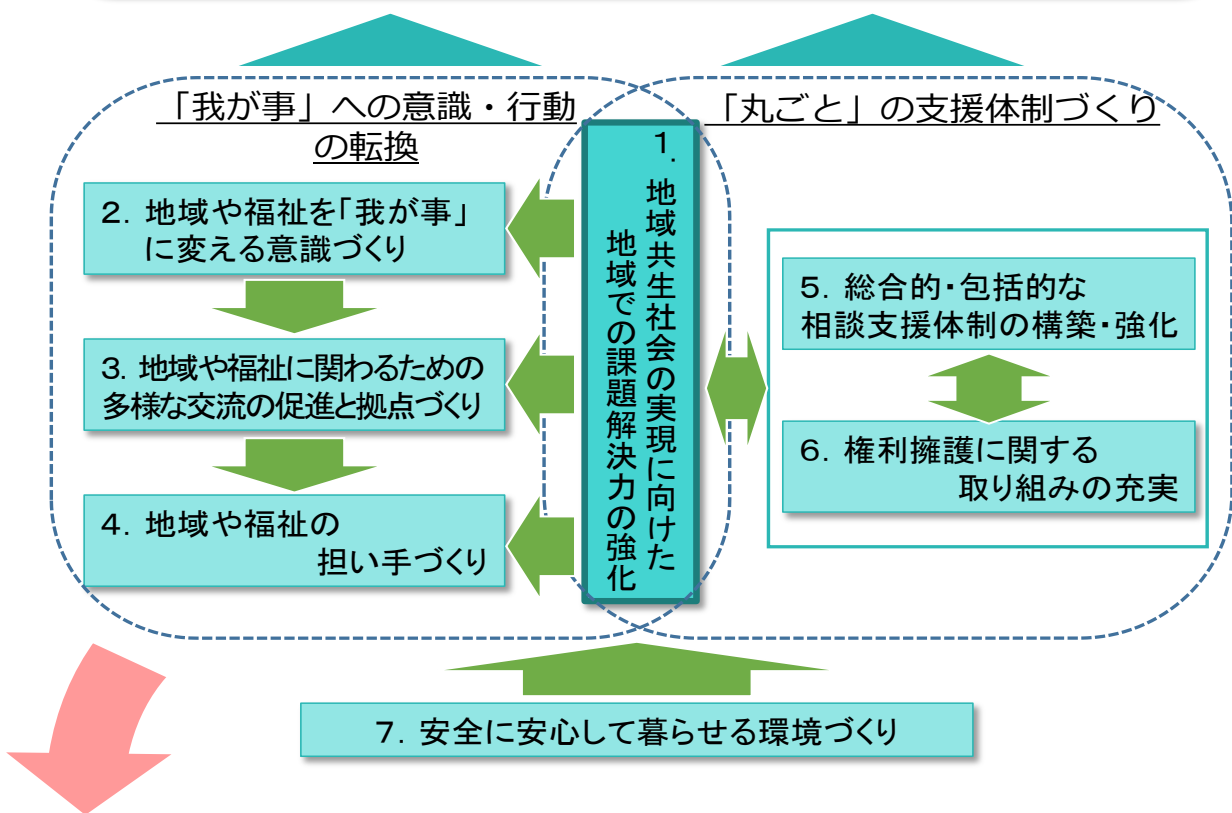 「我が事」への意識・行動
の転換
「丸ごと」の支援体制づくり
1．地域共生社会の実現に向けた
地域での課題解決力の強化
2．地域や福祉を「我が事」
に変える意識づくり
3．地域や福祉に関わるための
多様な交流の促進と拠点づくり
4．地域や福祉の
担い手づくり
5．総合的・包括的な
相談支援体制の構築・強化
6．権利擁護に関する
取り組みの充実
7．安全に安心して暮らせる環境づくり